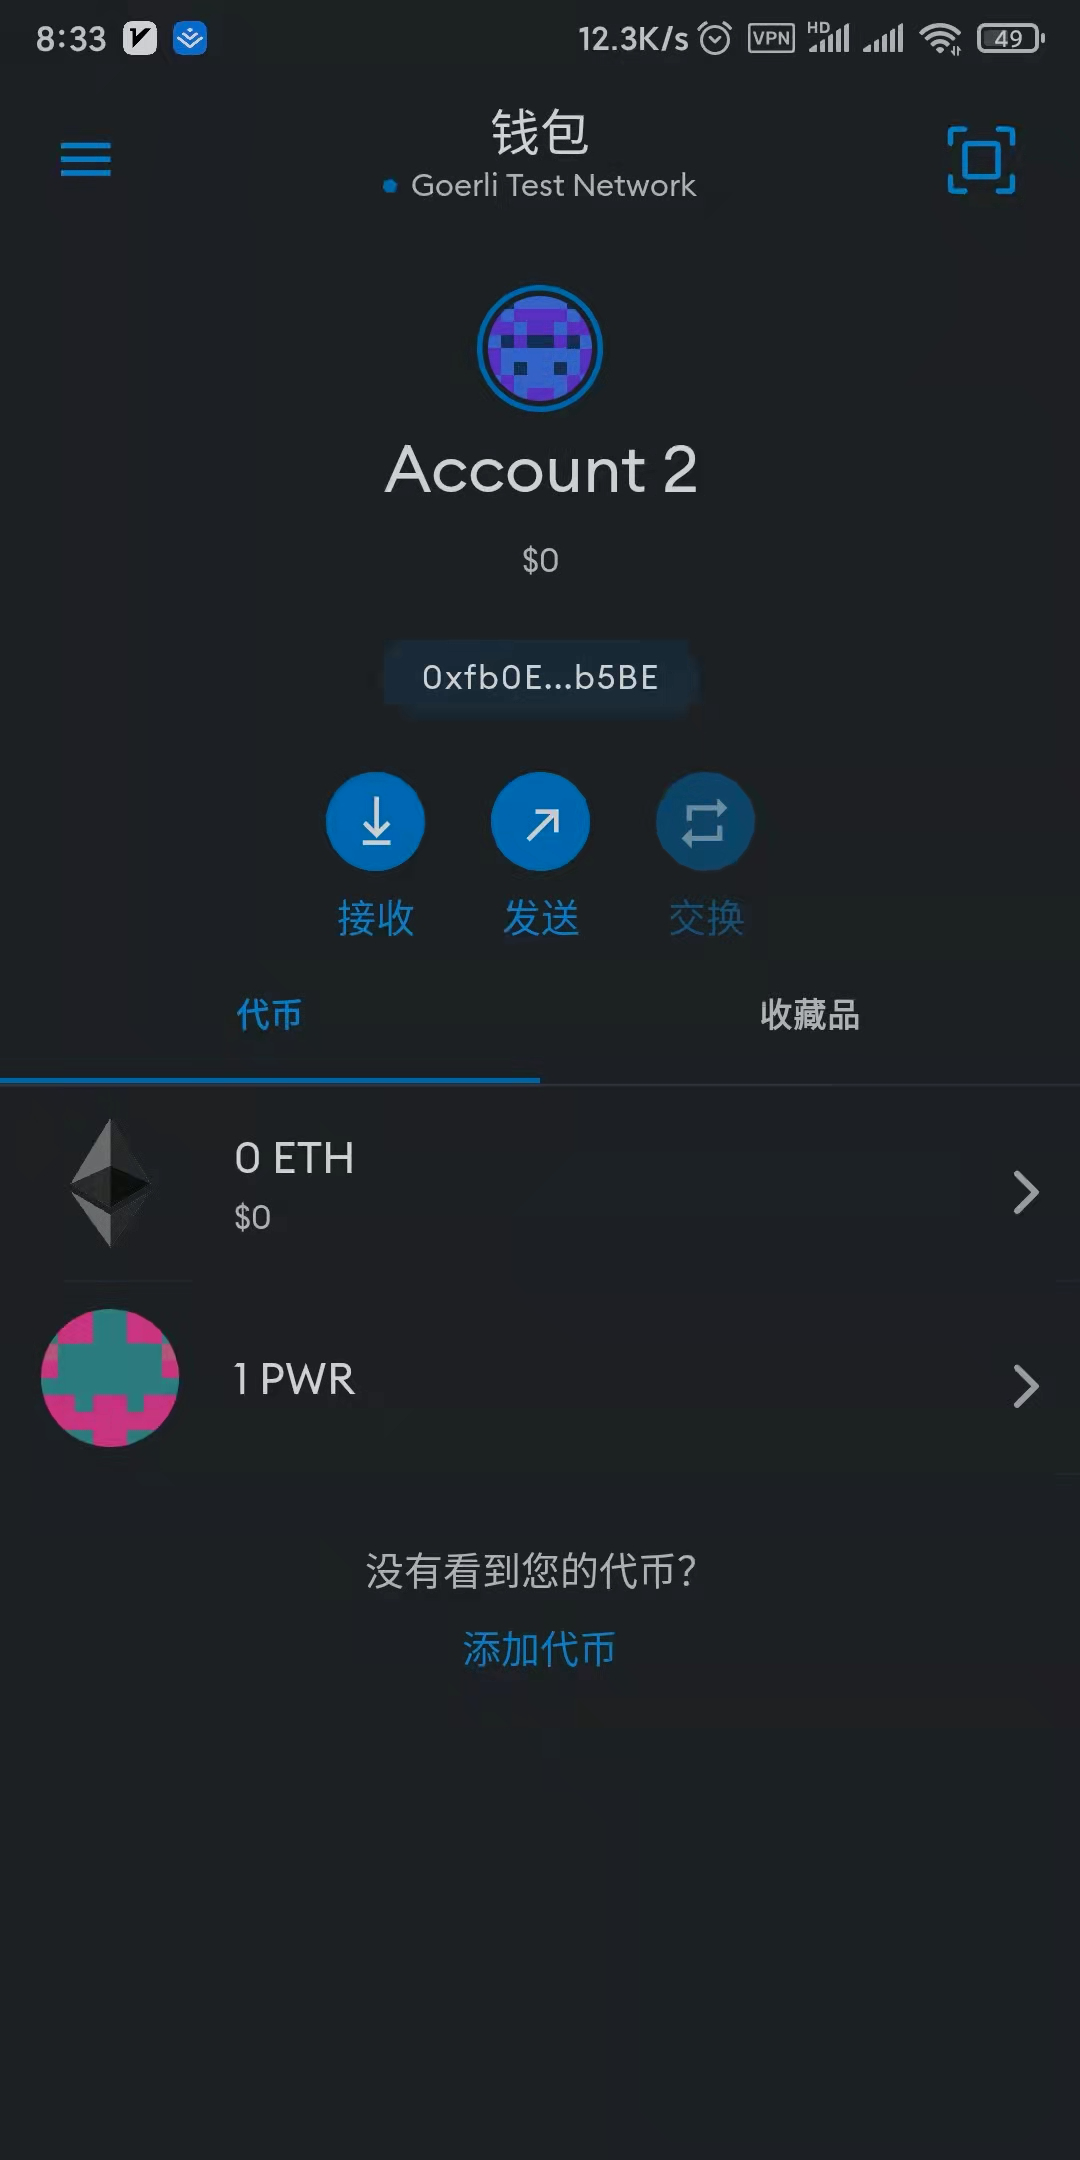 8:33
12.3K/s VPN HD 49
钱包
Goerli Test Network
Account 2
$0
0xfb0E...b5BE
接收 发送 交换
代币 收藏品
0 ETH
$0
1 PWR
没有看到您的代币?
添加代币